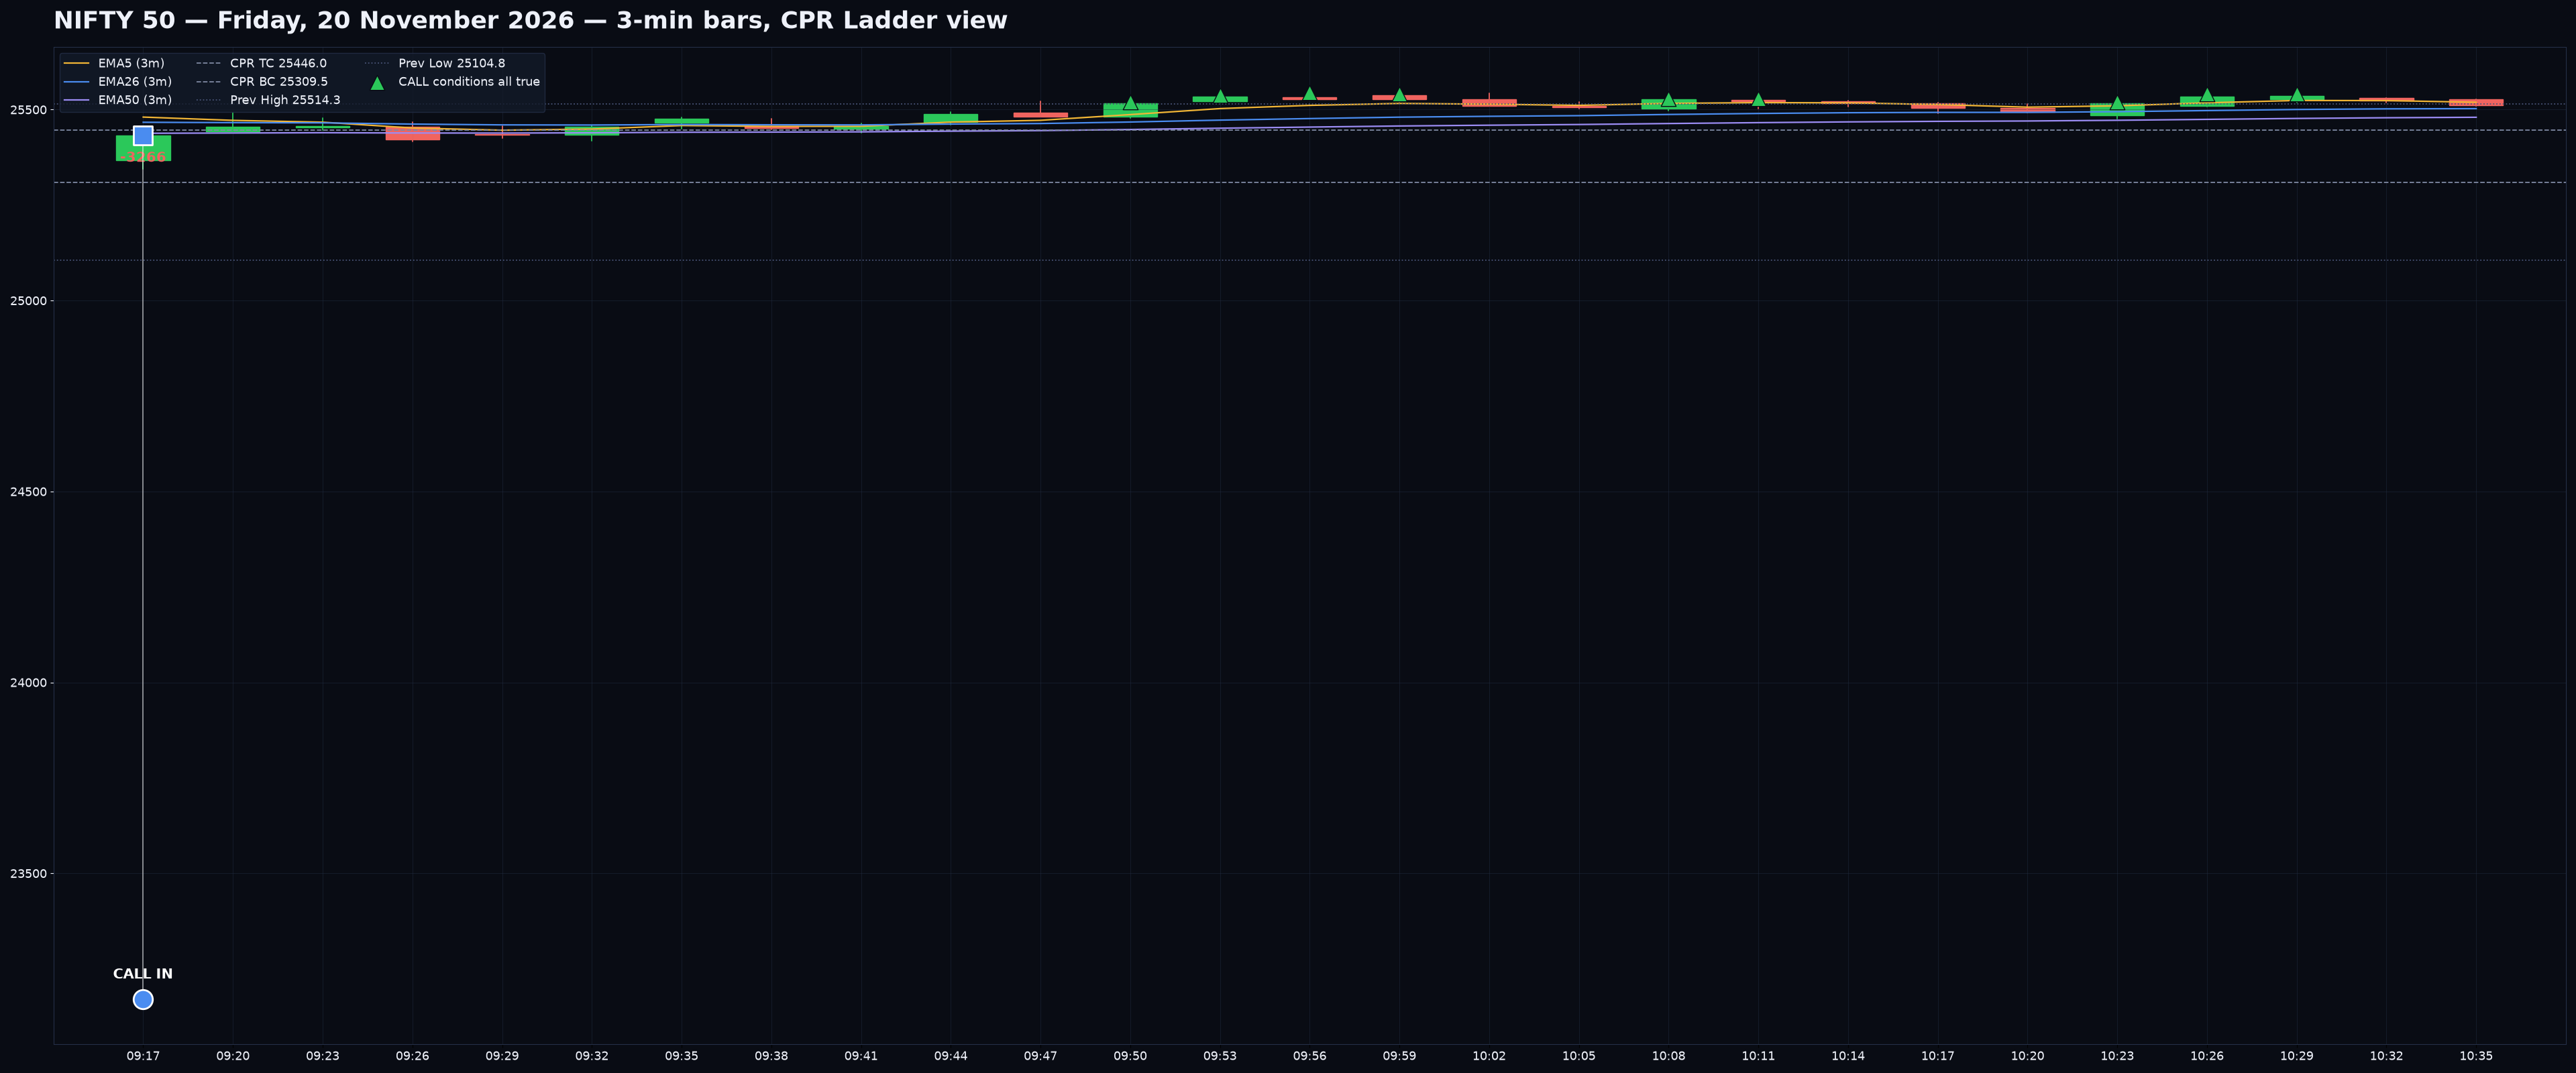 NIFTY 50 — Friday, 20 November 2026 — 3-min bars, CPR Ladder view
EMA5 (3m)
EMA26 (3m)
EMA50 (3m)
CPR TC 25446.0
CPR BC 25309.5
Prev High 25514.3
Prev Low 25104.8
CALL conditions all true
25500
25000
24500
24000
23500
CALL IN
09:17 09:20 09:23 09:26 09:29 09:32 09:35 09:38 09:41 09:44 09:47 09:50 09:53 09:56 09:59 10:02 10:05 10:08 10:11 10:14 10:17 10:20 10:23 10:26 10:29 10:32 10:35